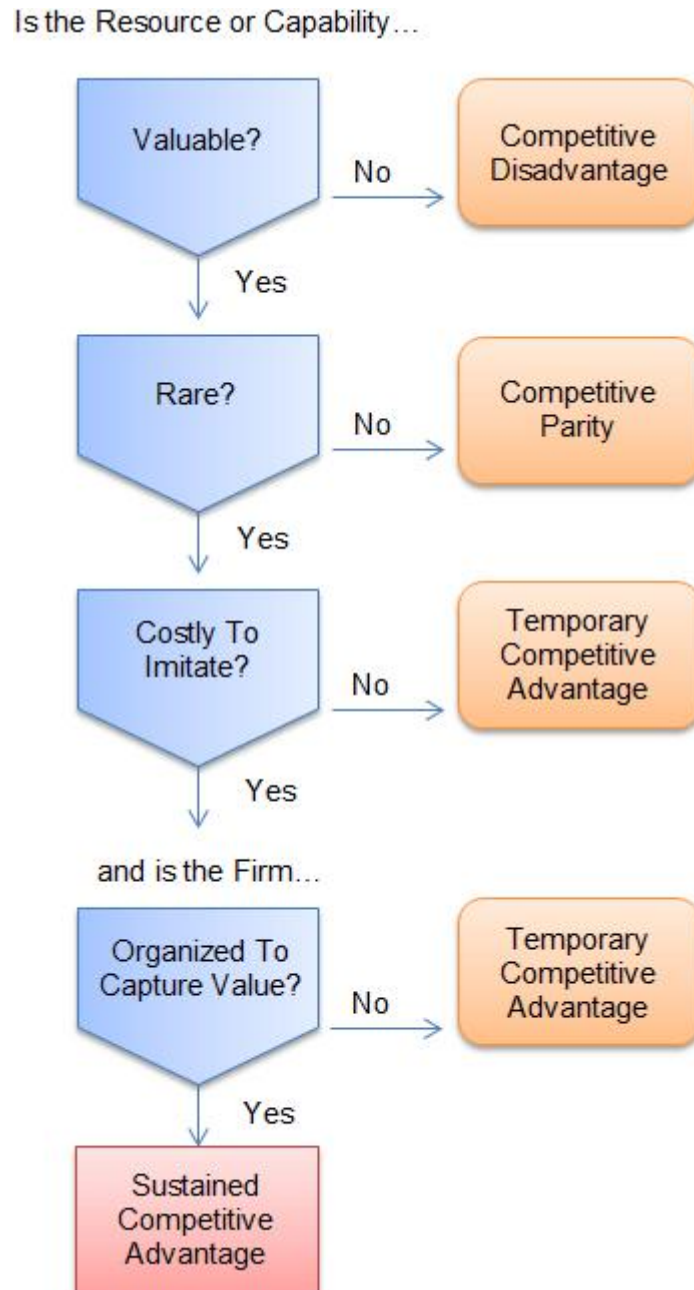 Is the Resource or Capability…
Valuable?
No
Competitive
Disadvantage
Yes
Rare?
No
Competitive
Parity
Yes
Costly To
Imitate?
No
Temporary
Competitive
Advantage
Yes
and is the Firm…
Organized To
Capture Value?
No
Temporary
Competitive
Advantage
Yes
Sustained
Competitive
Advantage